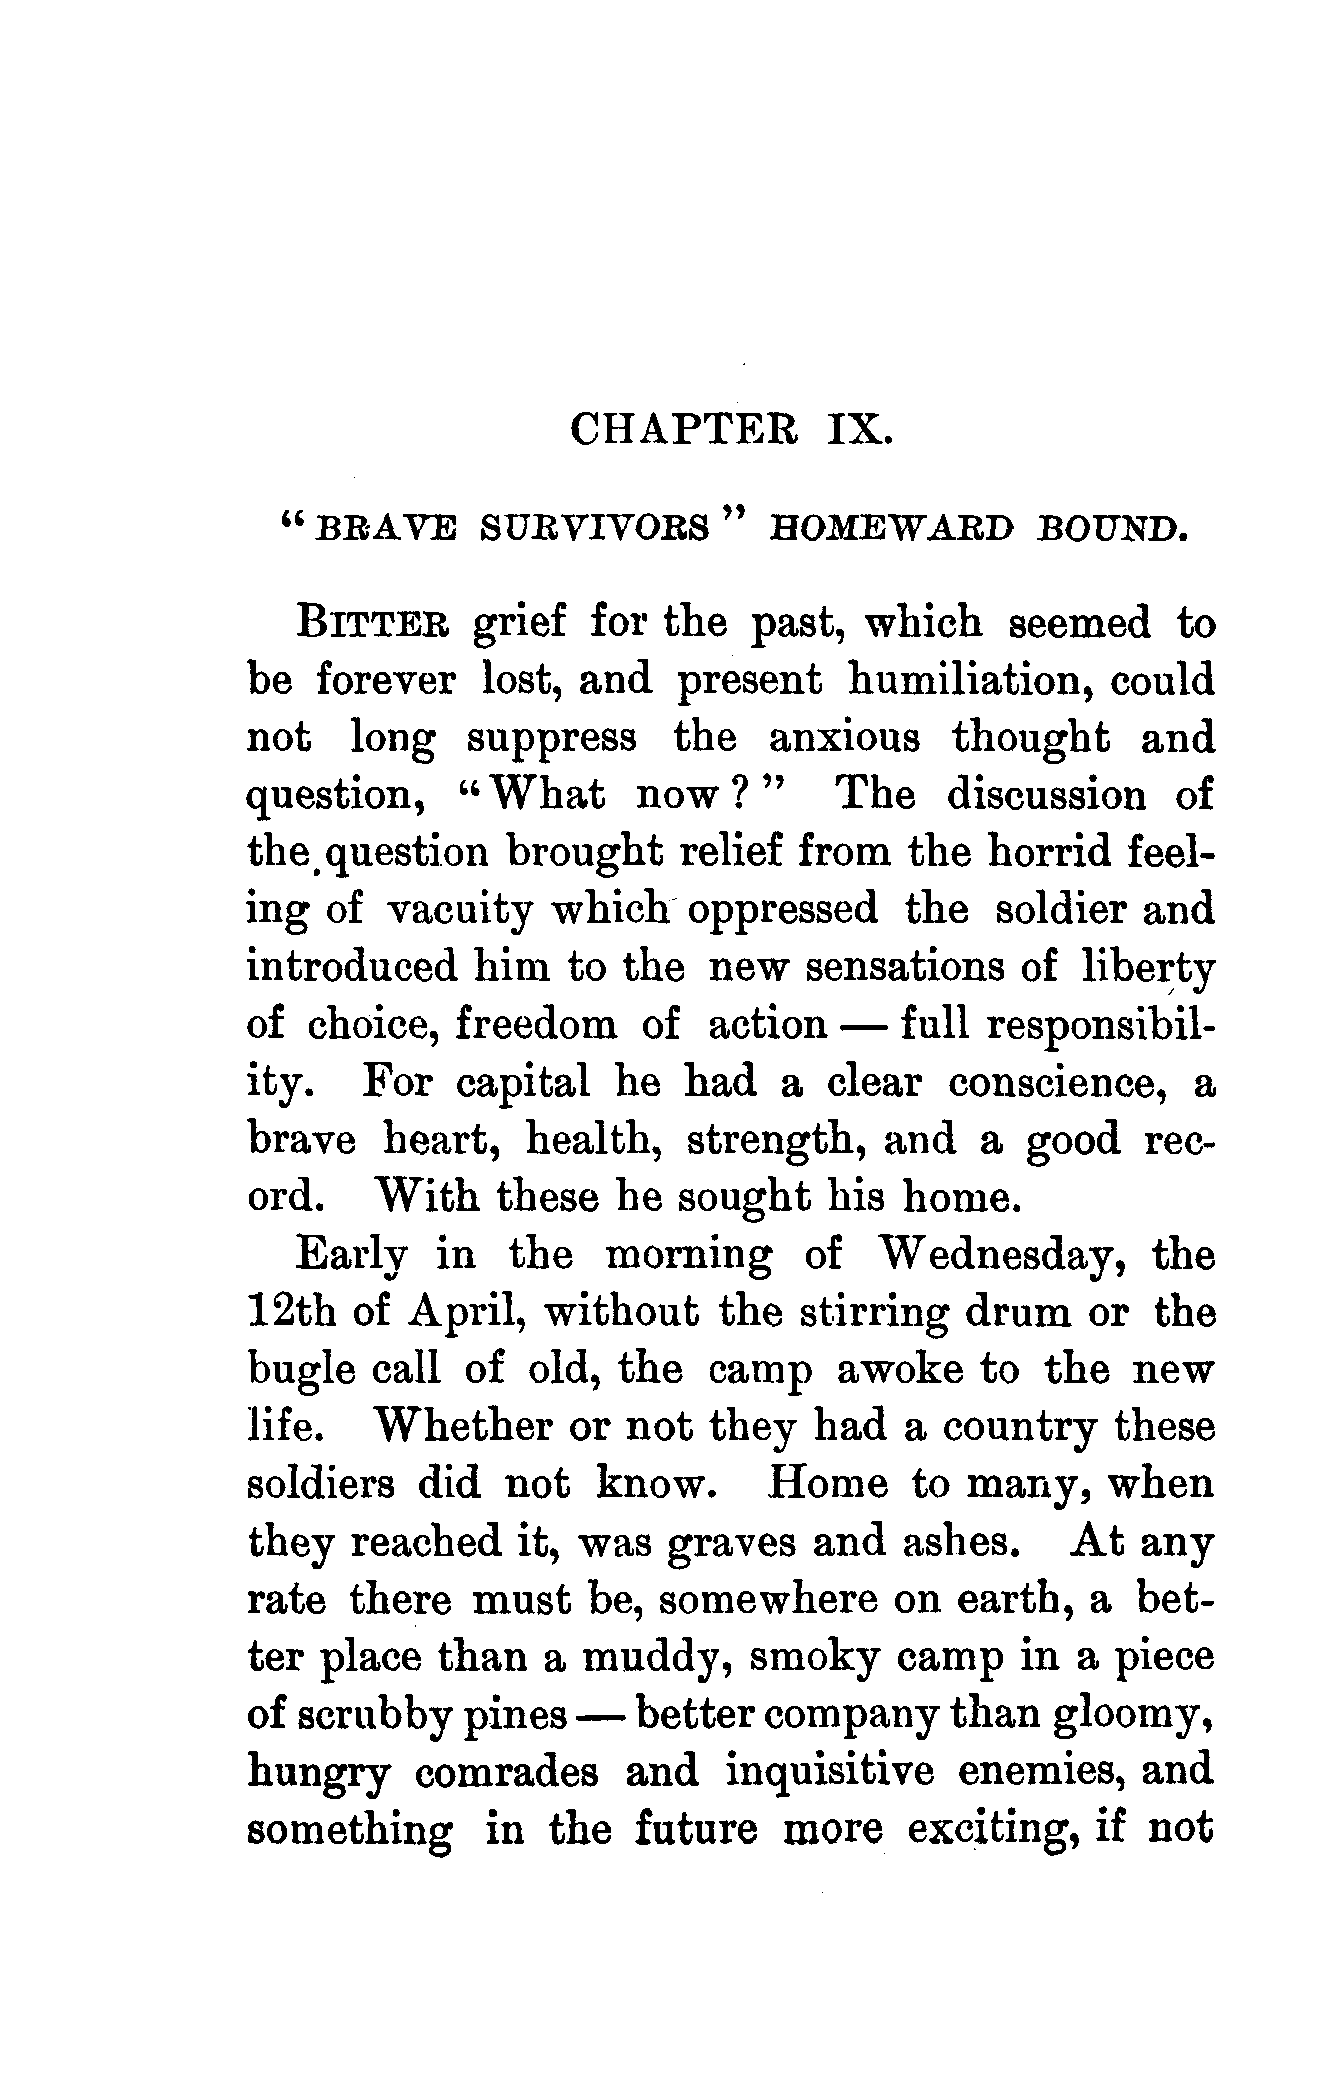 CHAPTER IX.
“BRAVE SURVIVORS” HOMEWARD BOUND.
BITTER grief for the past, which seemed to
be forever lost, and present humiliation, could
not long suppress the anxious thought and
question, “What now?” The discussion of
the question brought relief from the horrid feel-
ing of vacuity which oppressed the soldier and
introduced him to the new sensations of liberty
of choice, freedom of action — full responsibil-
ity. For capital he had a clear conscience, a
brave heart, health, strength, and a good rec-
ord. With these he sought his home.
Early in the morning of Wednesday, the
12th of April, without the stirring drum or the
bugle call of old, the camp awoke to the new
life. Whether or not they had a country these
soldiers did not know. Home to many, when
they reached it, was graves and ashes. At any
rate there must be, somewhere on earth, a bet-
ter place than a muddy, smoky camp in a piece
of scrubby pines — better company than gloomy,
hungry comrades and inquisitive enemies, and
something in the future more exciting, if not